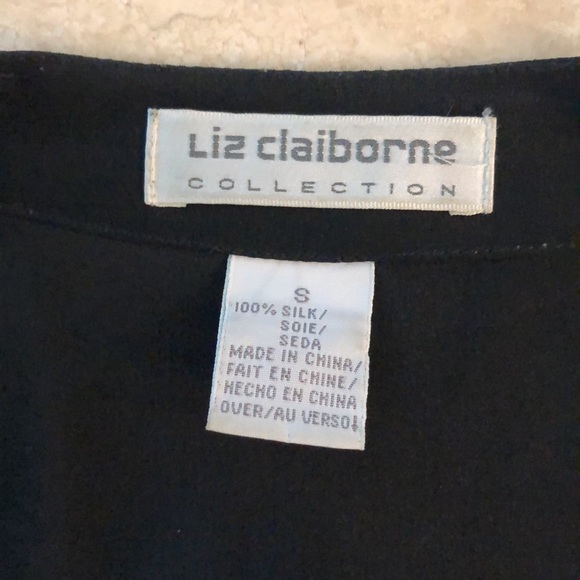 Liz claiborne
COLLECTION
S
100% SILK/
SOIE/
SEDA
MADE IN CHINA/
FAIT EN CHINE/
HECHO EN CHINA
OVER/AU VERSO↓